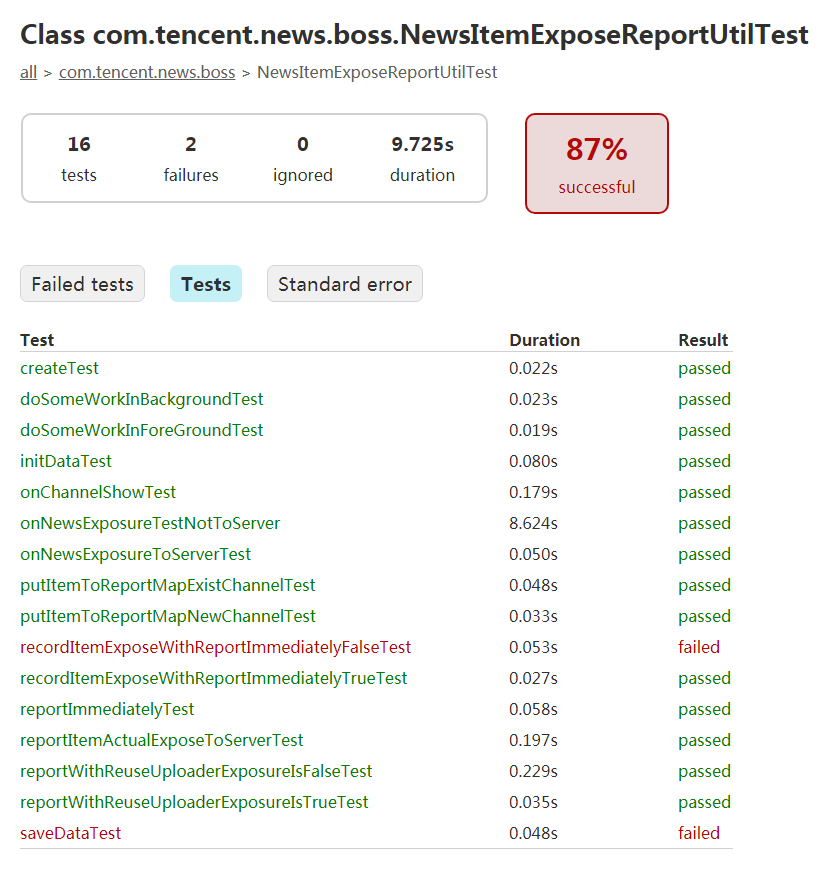 Class com.tencent.news.boss.NewsItemExposeReportUtilTest
all > com.tencent.news.boss > NewsItemExposeReportUtilTest
16 2 0 9.725s
tests failures ignored duration
87%
successful
Failed tests Tests Standard error
Test Duration Result
createTest 0.022s passed
doSomeWorkInBackgroundTest 0.023s passed
doSomeWorkInForeGroundTest 0.019s passed
initDataTest 0.080s passed
onChannelShowTest 0.179s passed
onNewsExposureTestNotToServer 8.624s passed
onNewsExposureToServerTest 0.050s passed
putItemToReportMapExistChannelTest 0.048s passed
putItemToReportMapNewChannelTest 0.033s passed
recordItemExposeWithReportImmediatelyFalseTest 0.053s failed
recordItemExposeWithReportImmediatelyTrueTest 0.027s passed
reportImmediatelyTest 0.058s passed
reportItemActualExposeToServerTest 0.197s passed
reportWithReuseUploaderExposureIsFalseTest 0.229s passed
reportWithReuseUploaderExposureIsTrueTest 0.035s passed
saveDataTest 0.048s failed